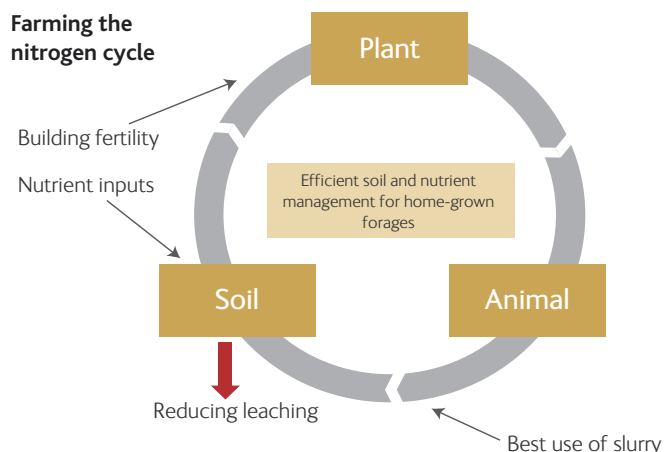 Farming the
nitrogen cycle
Plant
Building fertility
Nutrient inputs
Efficient soil and nutrient
management for home-grown
forages
Soil
Animal
Reducing leaching
Best use of slurry